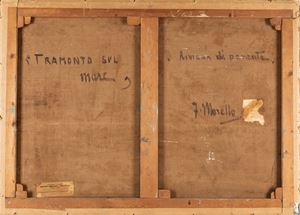 "TRAMONTO SUL
mare"
Riviera di ponente.
F. Morello